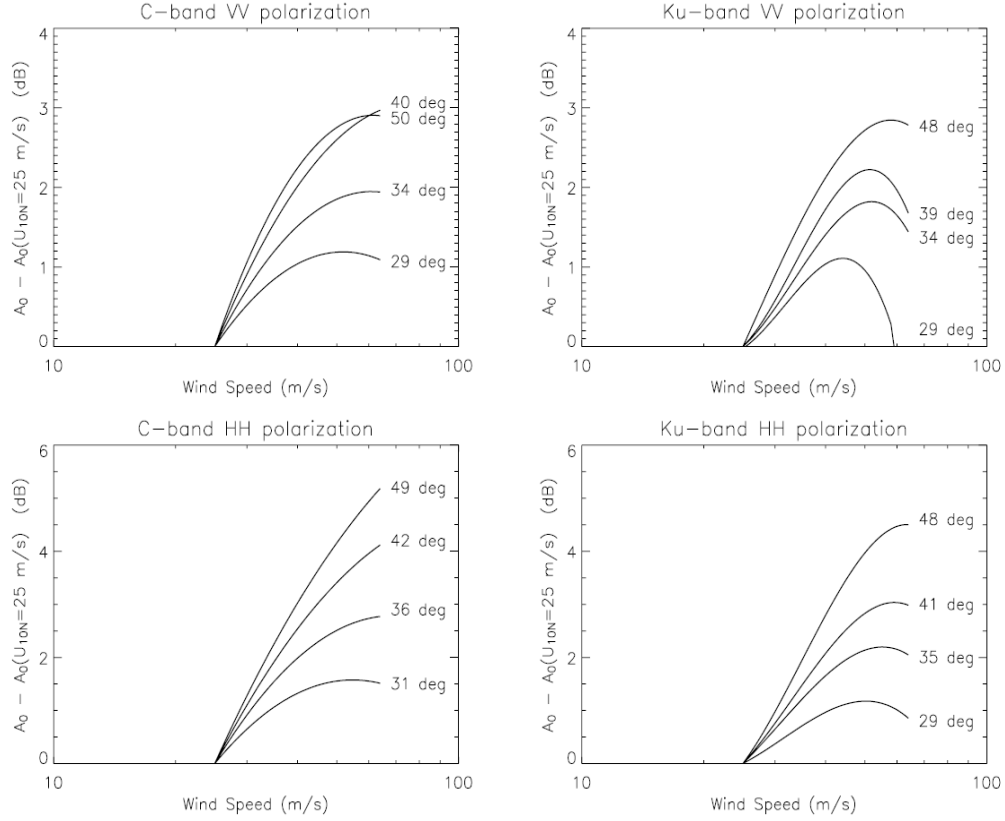 C-band VV polarization
A₀ - A₀(U₁₀N=25 m/s) (dB)
4
3
2
1
0
40 deg
50 deg
34 deg
29 deg
10
100
Wind Speed (m/s)
Ku-band VV polarization
A₀ - A₀(U₁₀N=25 m/s) (dB)
4
3
2
1
0
48 deg
39 deg
34 deg
29 deg
10
100
Wind Speed (m/s)
C-band HH polarization
A₀ - A₀(U₁₀N=25 m/s) (dB)
6
4
2
0
49 deg
42 deg
36 deg
31 deg
10
100
Wind Speed (m/s)
Ku-band HH polarization
A₀ - A₀(U₁₀N=25 m/s) (dB)
6
4
2
0
48 deg
41 deg
35 deg
29 deg
10
100
Wind Speed (m/s)